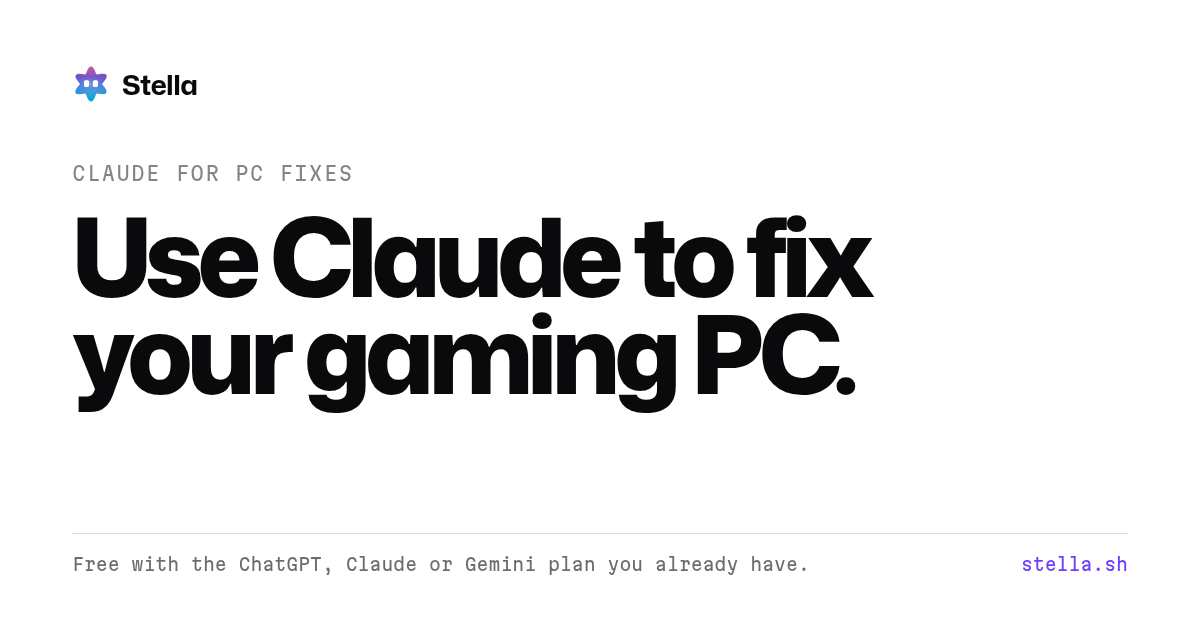 Stella
CLAUDE FOR PC FIXES
Use Claude to fix
your gaming PC.
Free with the ChatGPT, Claude or Gemini plan you already have.
stella.sh